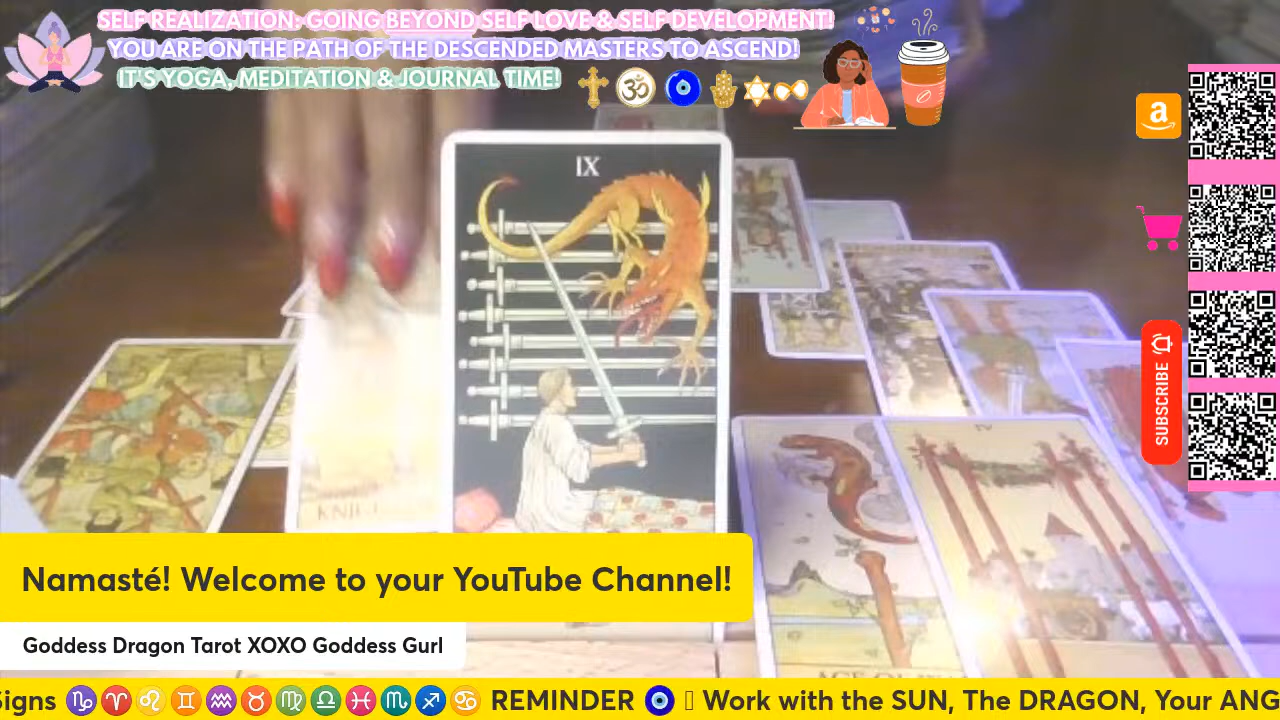 SELF REALIZATION: GOING BEYOND SELF LOVE & SELF DEVELOPMENT!
YOU ARE ON THE PATH OF THE DESCENDED MASTERS TO ASCEND!
IT'S YOGA, MEDITATION & JOURNAL TIME!
IX
IV
SUBSCRIBE
Namasté! Welcome to your YouTube Channel!
Goddess Dragon Tarot XOXO Goddess Gurl
Signs ♑♈♌♊♒♉♍♎♓♏♐♋ REMINDER 🧿 Work with the SUN, The DRAGON, Your ANG